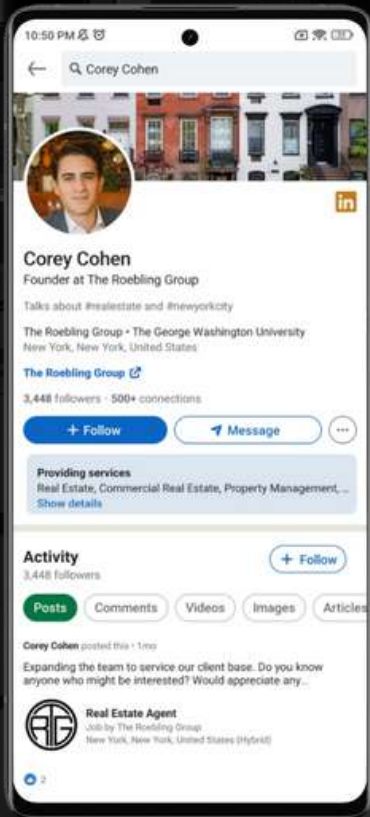 10:50 PM
Corey Cohen
in
Corey Cohen
Founder at The Roebling Group
Talks about #realestate and #newyorkcity
The Roebling Group • The George Washington University
New York, New York, United States
The Roebling Group
3,448 followers · 500+ connections
+ Follow
Message
Providing services
Real Estate, Commercial Real Estate, Property Management, ...
Show details
Activity
3,448 followers
+ Follow
Posts
Comments
Videos
Images
Articles
Corey Cohen posted this • 1mo
Expanding the team to service our client base. Do you know
anyone who might be interested? Would appreciate any...
RTG
Real Estate Agent
Job by The Roebling Group
New York, New York, United States (Hybrid)
2